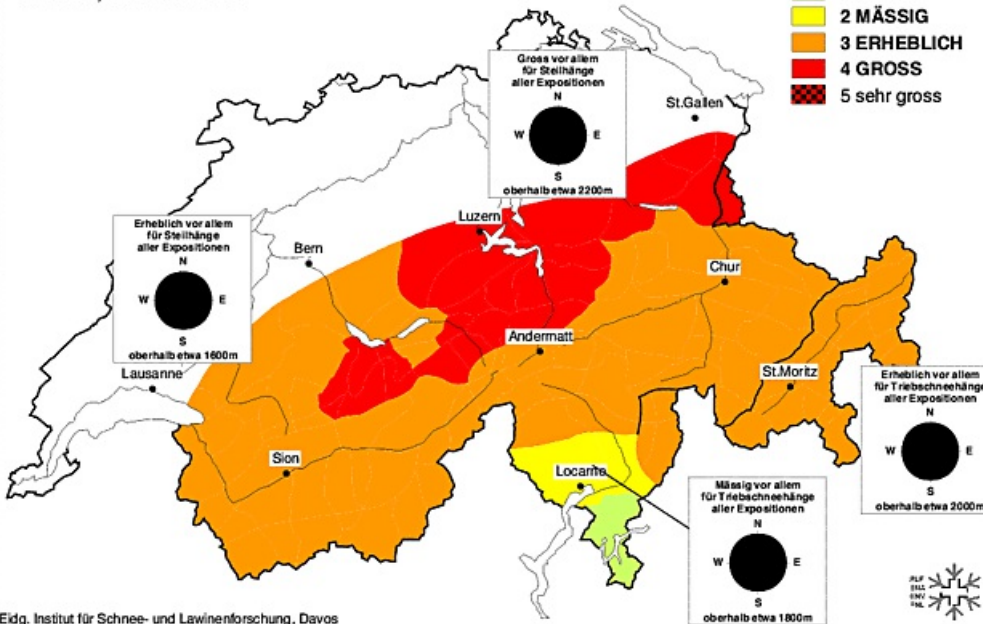 2 MÄSSIG
3 ERHEBLICH
4 GROSS
5 sehr gross
Gross vor allem
für Steilhänge
aller Expositionen
N
W E
S
oberhalb etwa 2200m
St.Gallen
Luzern
Erheblich vor allem
für Steilhänge
aller Expositionen
N
W E
S
oberhalb etwa 1600m
Bern
Chur
Andermatt
Lausanne
St.Moritz
Erheblich vor allem
für Triebschneehänge
aller Expositionen
N
W E
S
oberhalb etwa 2000m
Sion
Locarno
Mässig vor allem
für Triebschneehänge
aller Expositionen
N
W E
S
oberhalb etwa 1800m
SLF
ENV
SNL
Eidg. Institut für Schnee- und Lawinenforschung, Davos